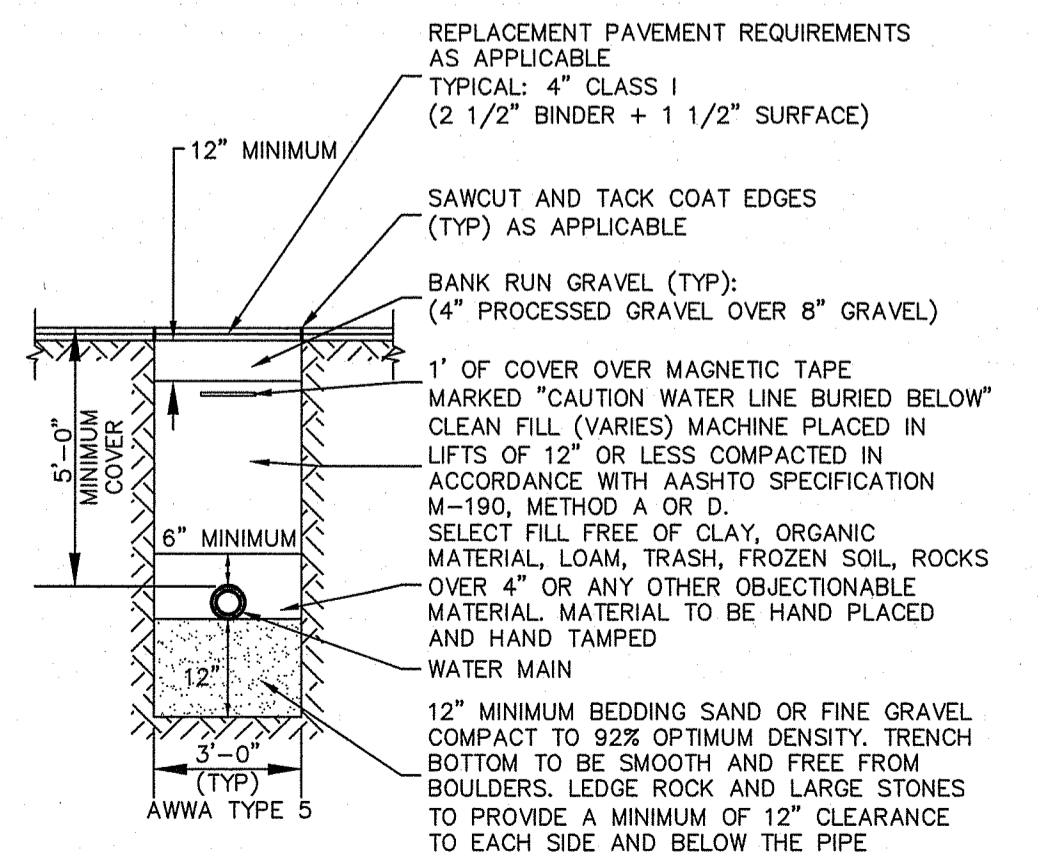 REPLACEMENT PAVEMENT REQUIREMENTS
AS APPLICABLE
TYPICAL: 4" CLASS I
(2 1/2" BINDER + 1 1/2" SURFACE)
12" MINIMUM
SAWCUT AND TACK COAT EDGES
(TYP) AS APPLICABLE
BANK RUN GRAVEL (TYP):
(4" PROCESSED GRAVEL OVER 8" GRAVEL)
1' OF COVER OVER MAGNETIC TAPE
MARKED "CAUTION WATER LINE BURIED BELOW"
CLEAN FILL (VARIES) MACHINE PLACED IN
LIFTS OF 12" OR LESS COMPACTED IN
ACCORDANCE WITH AASHTO SPECIFICATION
M-190, METHOD A OR D.
5'-0"
MINIMUM
COVER
6" MINIMUM
SELECT FILL FREE OF CLAY, ORGANIC
MATERIAL, LOAM, TRASH, FROZEN SOIL, ROCKS
OVER 4" OR ANY OTHER OBJECTIONABLE
MATERIAL. MATERIAL TO BE HAND PLACED
AND HAND TAMPED
WATER MAIN
12"
12" MINIMUM BEDDING SAND OR FINE GRAVEL
COMPACT TO 92% OPTIMUM DENSITY. TRENCH
BOTTOM TO BE SMOOTH AND FREE FROM
BOULDERS. LEDGE ROCK AND LARGE STONES
TO PROVIDE A MINIMUM OF 12" CLEARANCE
TO EACH SIDE AND BELOW THE PIPE
3'-0"
(TYP)
AWWA TYPE 5